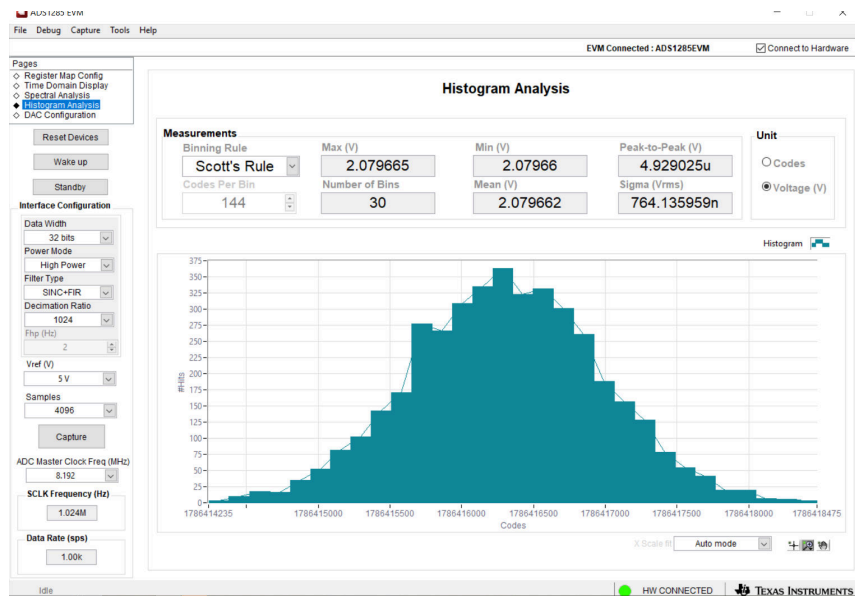 ADS1285 EVM
File Debug Capture Tools Help
EVM Connected : ADS1285EVM
Connect to Hardware
Pages
Register Map Config
Time Domain Display
Spectral Analysis
Histogram Analysis
DAC Configuration
Reset Devices
Wake up
Standby
Interface Configuration
Data Width
32 bits
Power Mode
High Power
Filter Type
SINC+FIR
Decimation Ratio
1024
Fhp (Hz)
2
Vref (V)
5 V
Samples
4096
Capture
ADC Master Clock Freq (MHz)
8.192
SCLK Frequency (Hz)
1.024M
Data Rate (sps)
1.00k
Histogram Analysis
Measurements
Binning Rule Max (V) Min (V) Peak-to-Peak (V)
Scott's Rule 2.079665 2.07966 4.929025u
Codes Per Bin Number of Bins Mean (V) Sigma (Vrms)
144 30 2.079662 764.135959n
Unit
Codes
Voltage (V)
Histogram
375
350
325
300
275
250
225
200
175
150
125
100
75
50
25
0
#Hits
1786414235 1786415000 1786415500 1786416000 1786416500 1786417000 1786417500 1786418000 1786418475
Codes
X Scale fit Auto mode
Idle
HW CONNECTED
TEXAS INSTRUMENTS